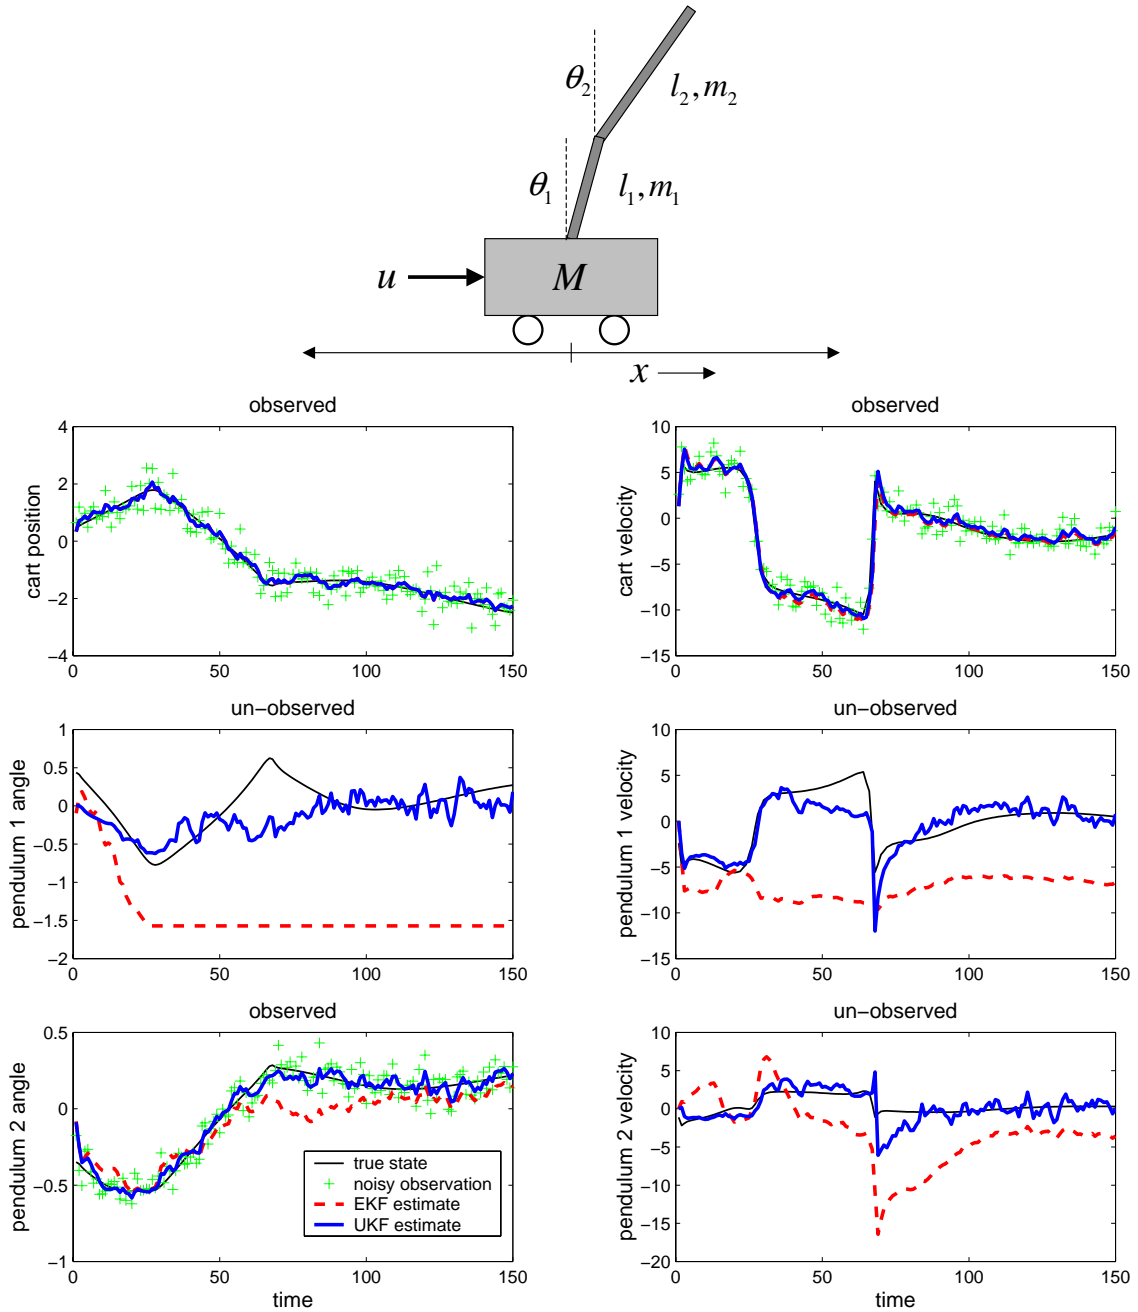 θ2
l2, m2
θ1
l1, m1
u
M
x
observed
cart position
4
2
0
−2
−4
0
50
100
150
observed
cart velocity
10
5
0
−5
−10
−15
0
50
100
150
un−observed
pendulum 1 angle
1
0.5
0
−0.5
−1
−1.5
−2
0
50
100
150
un−observed
pendulum 1 velocity
10
5
0
−5
−10
−15
0
50
100
150
observed
pendulum 2 angle
0.5
0
−0.5
−1
0
50
100
150
time
true state
noisy observation
EKF estimate
UKF estimate
un−observed
pendulum 2 velocity
10
5
0
−5
−10
−15
−20
0
50
100
150
time